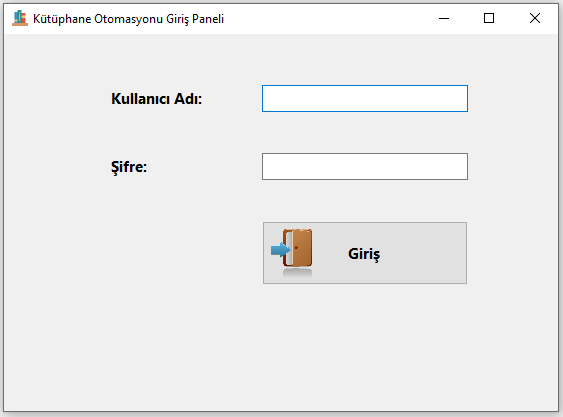 Kütüphane Otomasyonu Giriş Paneli
Kullanıcı Adı:
Şifre:
Giriş